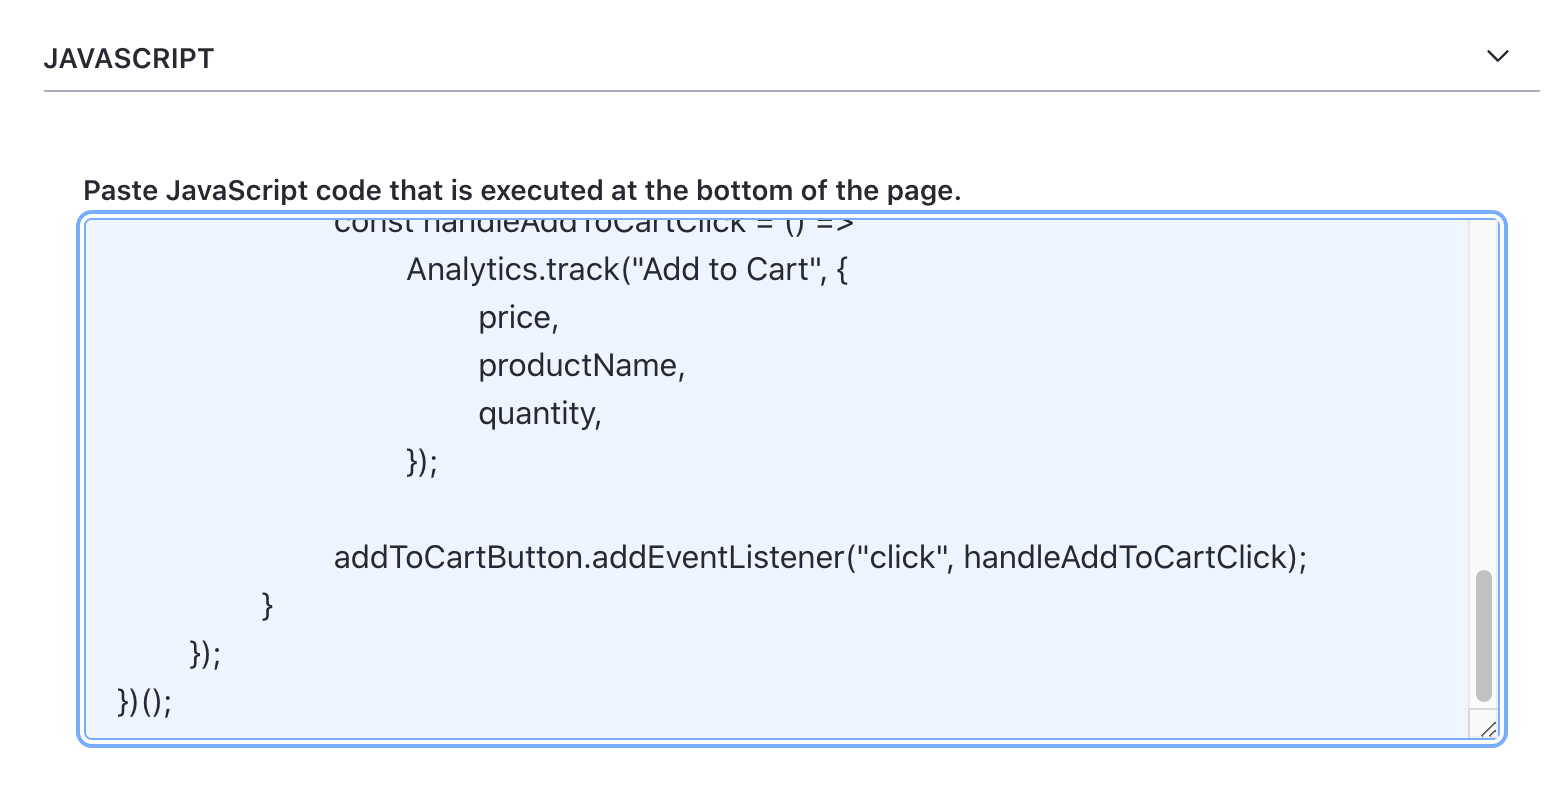 JAVASCRIPT
Paste JavaScript code that is executed at the bottom of the page.
const handleAddToCartClick = () =>
Analytics.track("Add to Cart", {
price,
productName,
quantity,
});
addToCartButton.addEventListener("click", handleAddToCartClick);
}
});
})();